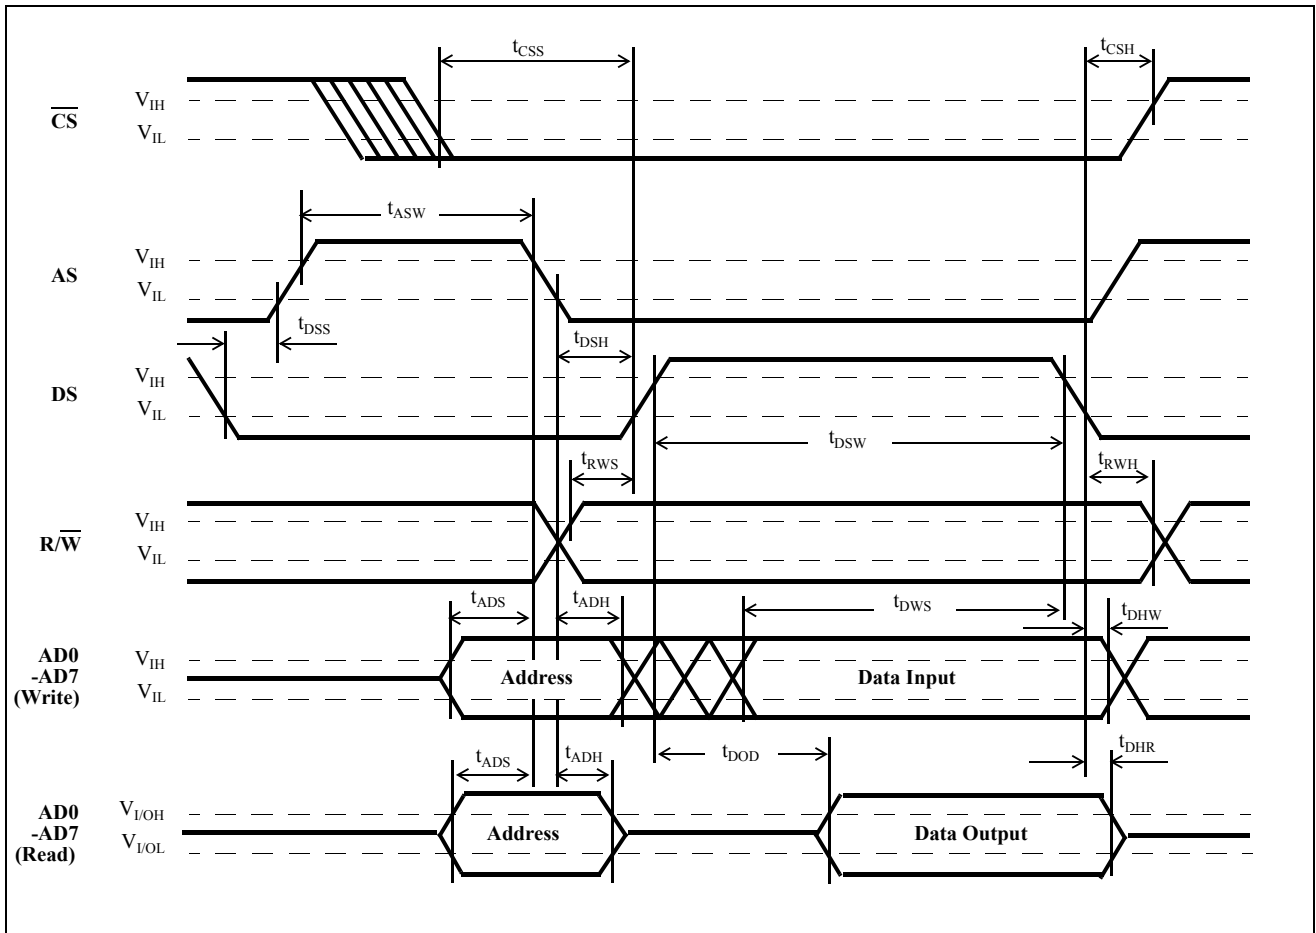 tCSS
tCSH
CS
VIH
VIL
tASW
AS
VIH
VIL
tDSS
tDSH
DS
VIH
VIL
tDSW
tRWS
tRWH
R/W
VIH
VIL
tADS
tADH
tDWS
tDHW
AD0
-AD7
(Write)
VIH
VIL
Address
Data Input
tADS
tADH
tDOD
tDHR
AD0
-AD7
(Read)
VI/OH
VI/OL
Address
Data Output